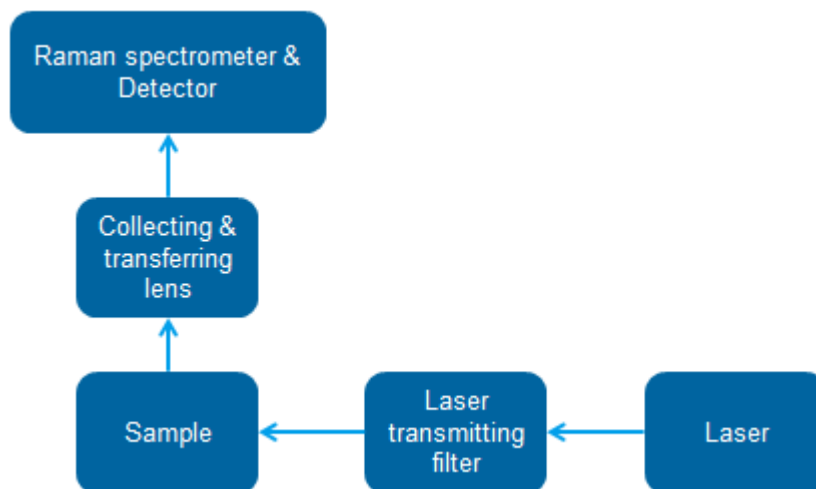 Raman spectrometer &
Detector
Collecting &
transferring
lens
Sample
Laser
transmitting
filter
Laser